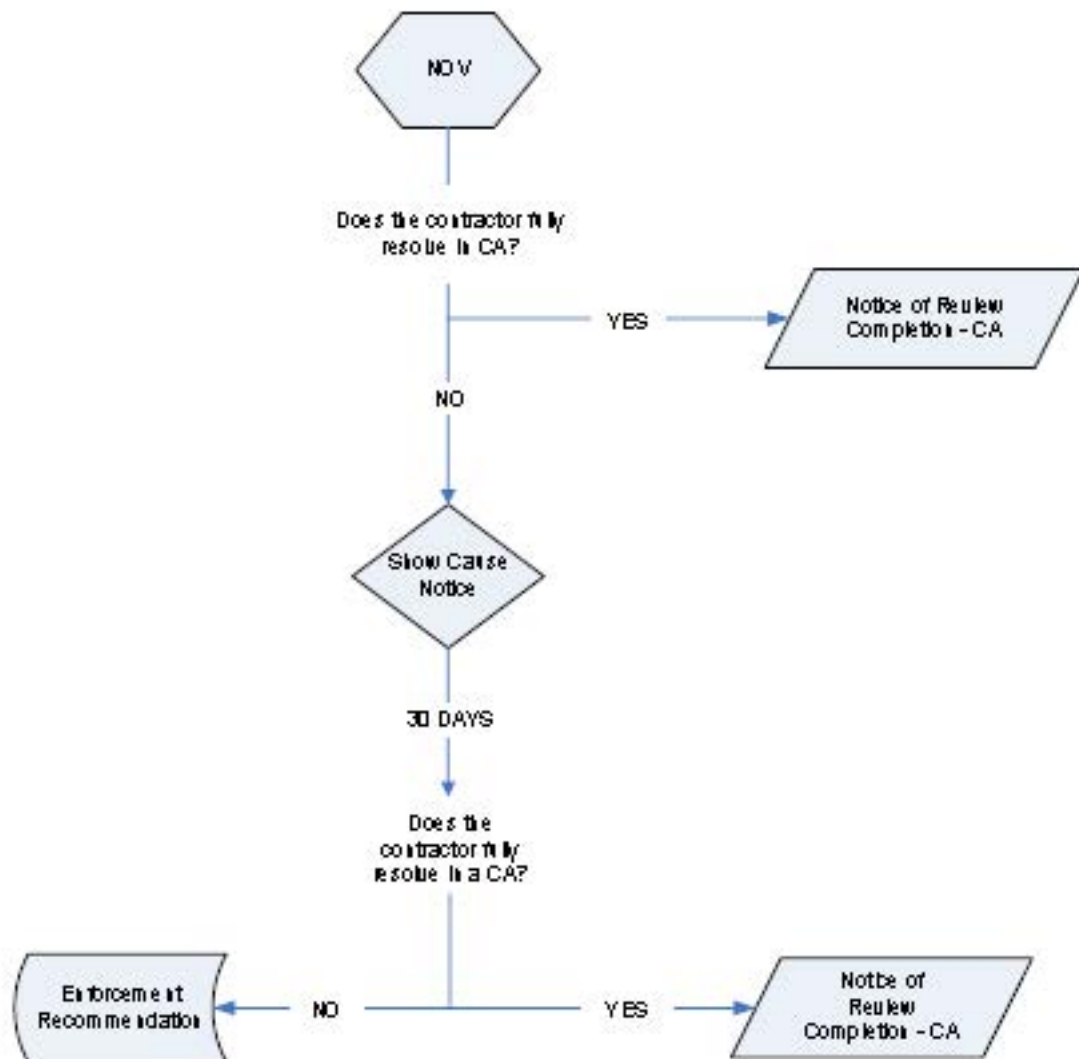 NOV
Does the contractor fully
resolve in CA?
YES
Notice of Review
Completion - CA
NO
Show Cause
Notice
30 DAYS
Does the
contractor fully
resolve in a CA?
Enforcement
Recommendation
NO
YES
Notice of
Review
Completion - CA